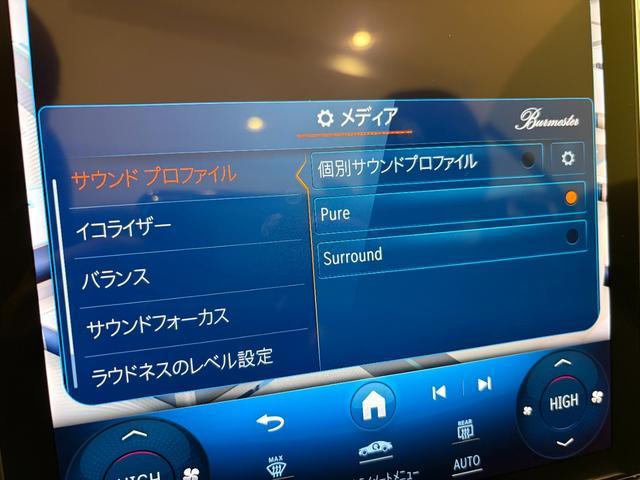 メディア
Burmester
サウンド プロファイル
個別サウンドプロファイル
イコライザー
Pure
バランス
Surround
サウンドフォーカス
ラウドネスのレベル設定
HIGH
REAR
MAX
AUTO
HIGH